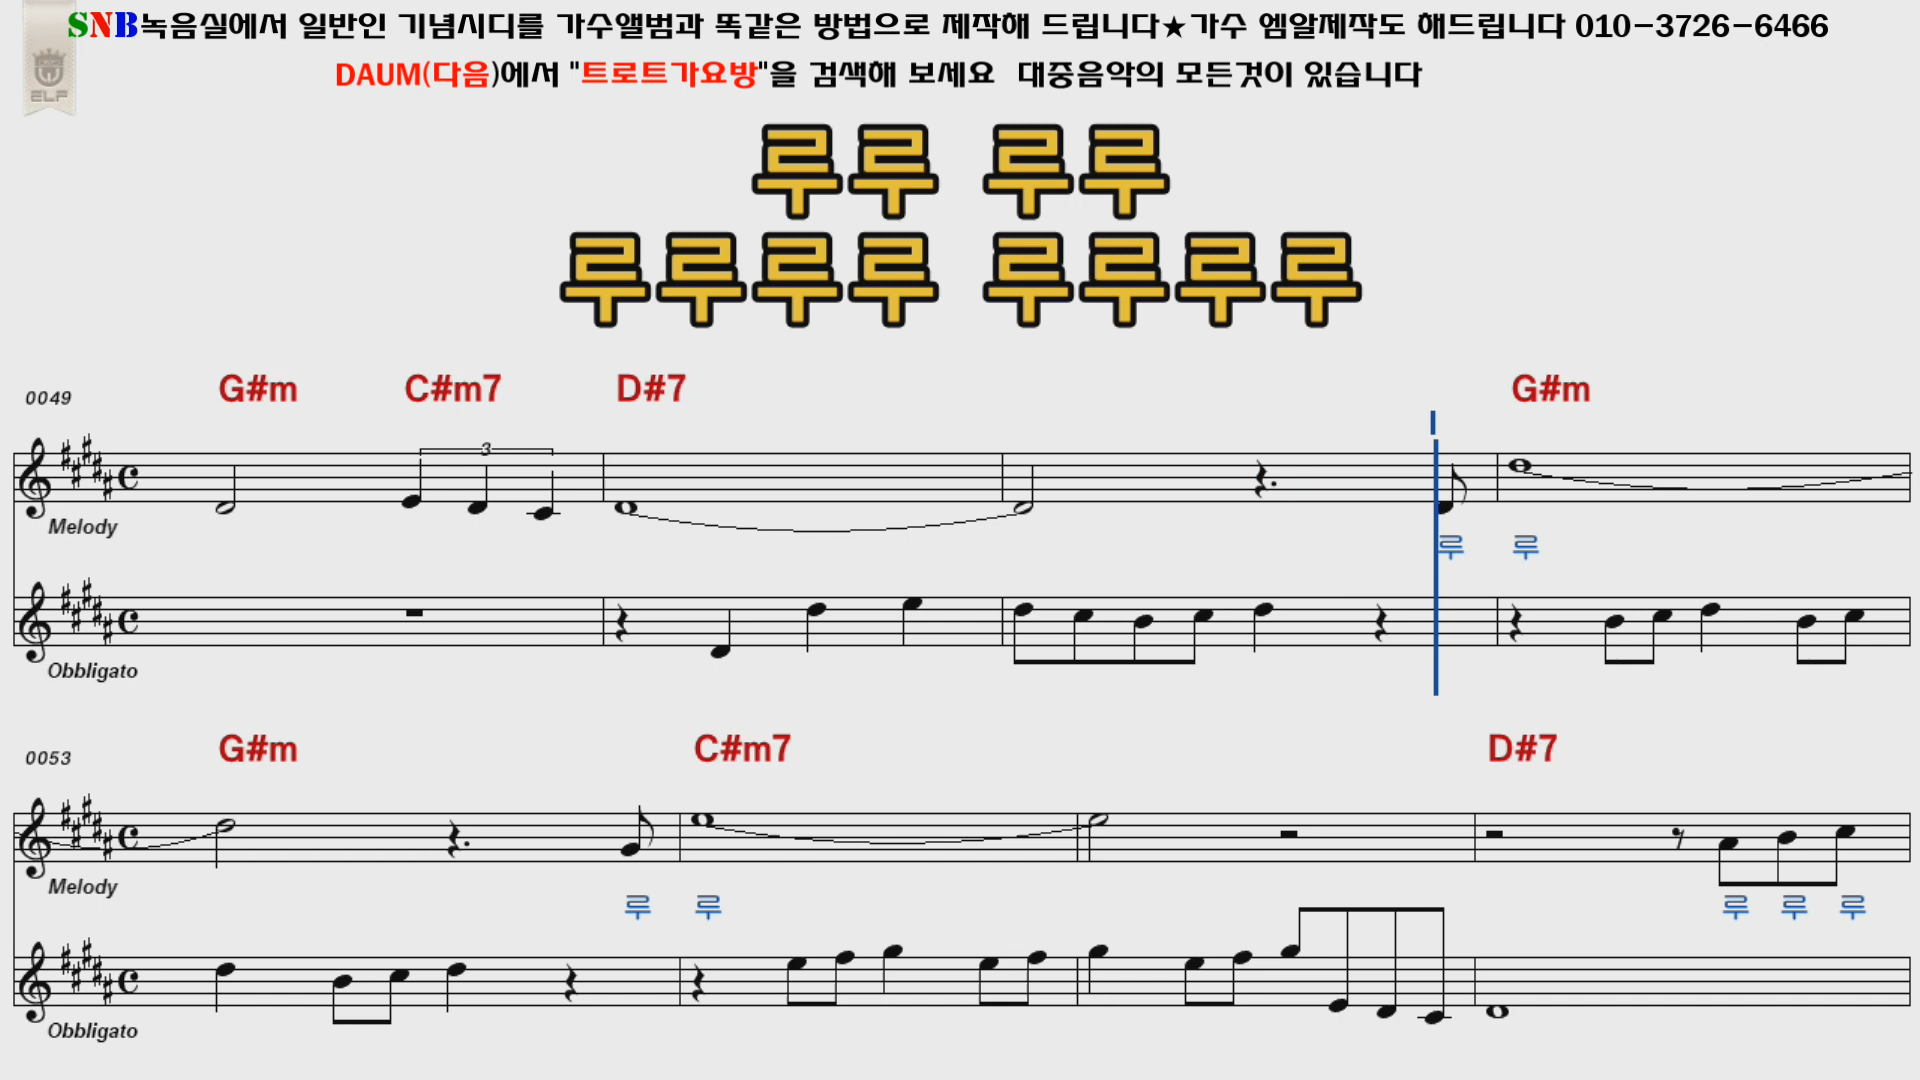 SNB녹음실에서 일반인 기념시디를 가수앨범과 똑같은 방법으로 제작해 드립니다★가수 엠알제작도 해드립니다 010-3726-6466
ELF
DAUM(다음)에서 "트로트가요방"을 검색해 보세요 대중음악의 모든것이 있습니다
루루 루루
루루루루 루루루루
0049 G#m C#m7 D#7 G#m
3
Melody
루 루
Obbligato
0053 G#m C#m7 D#7
Melody
루 루 루 루 루
Obbligato